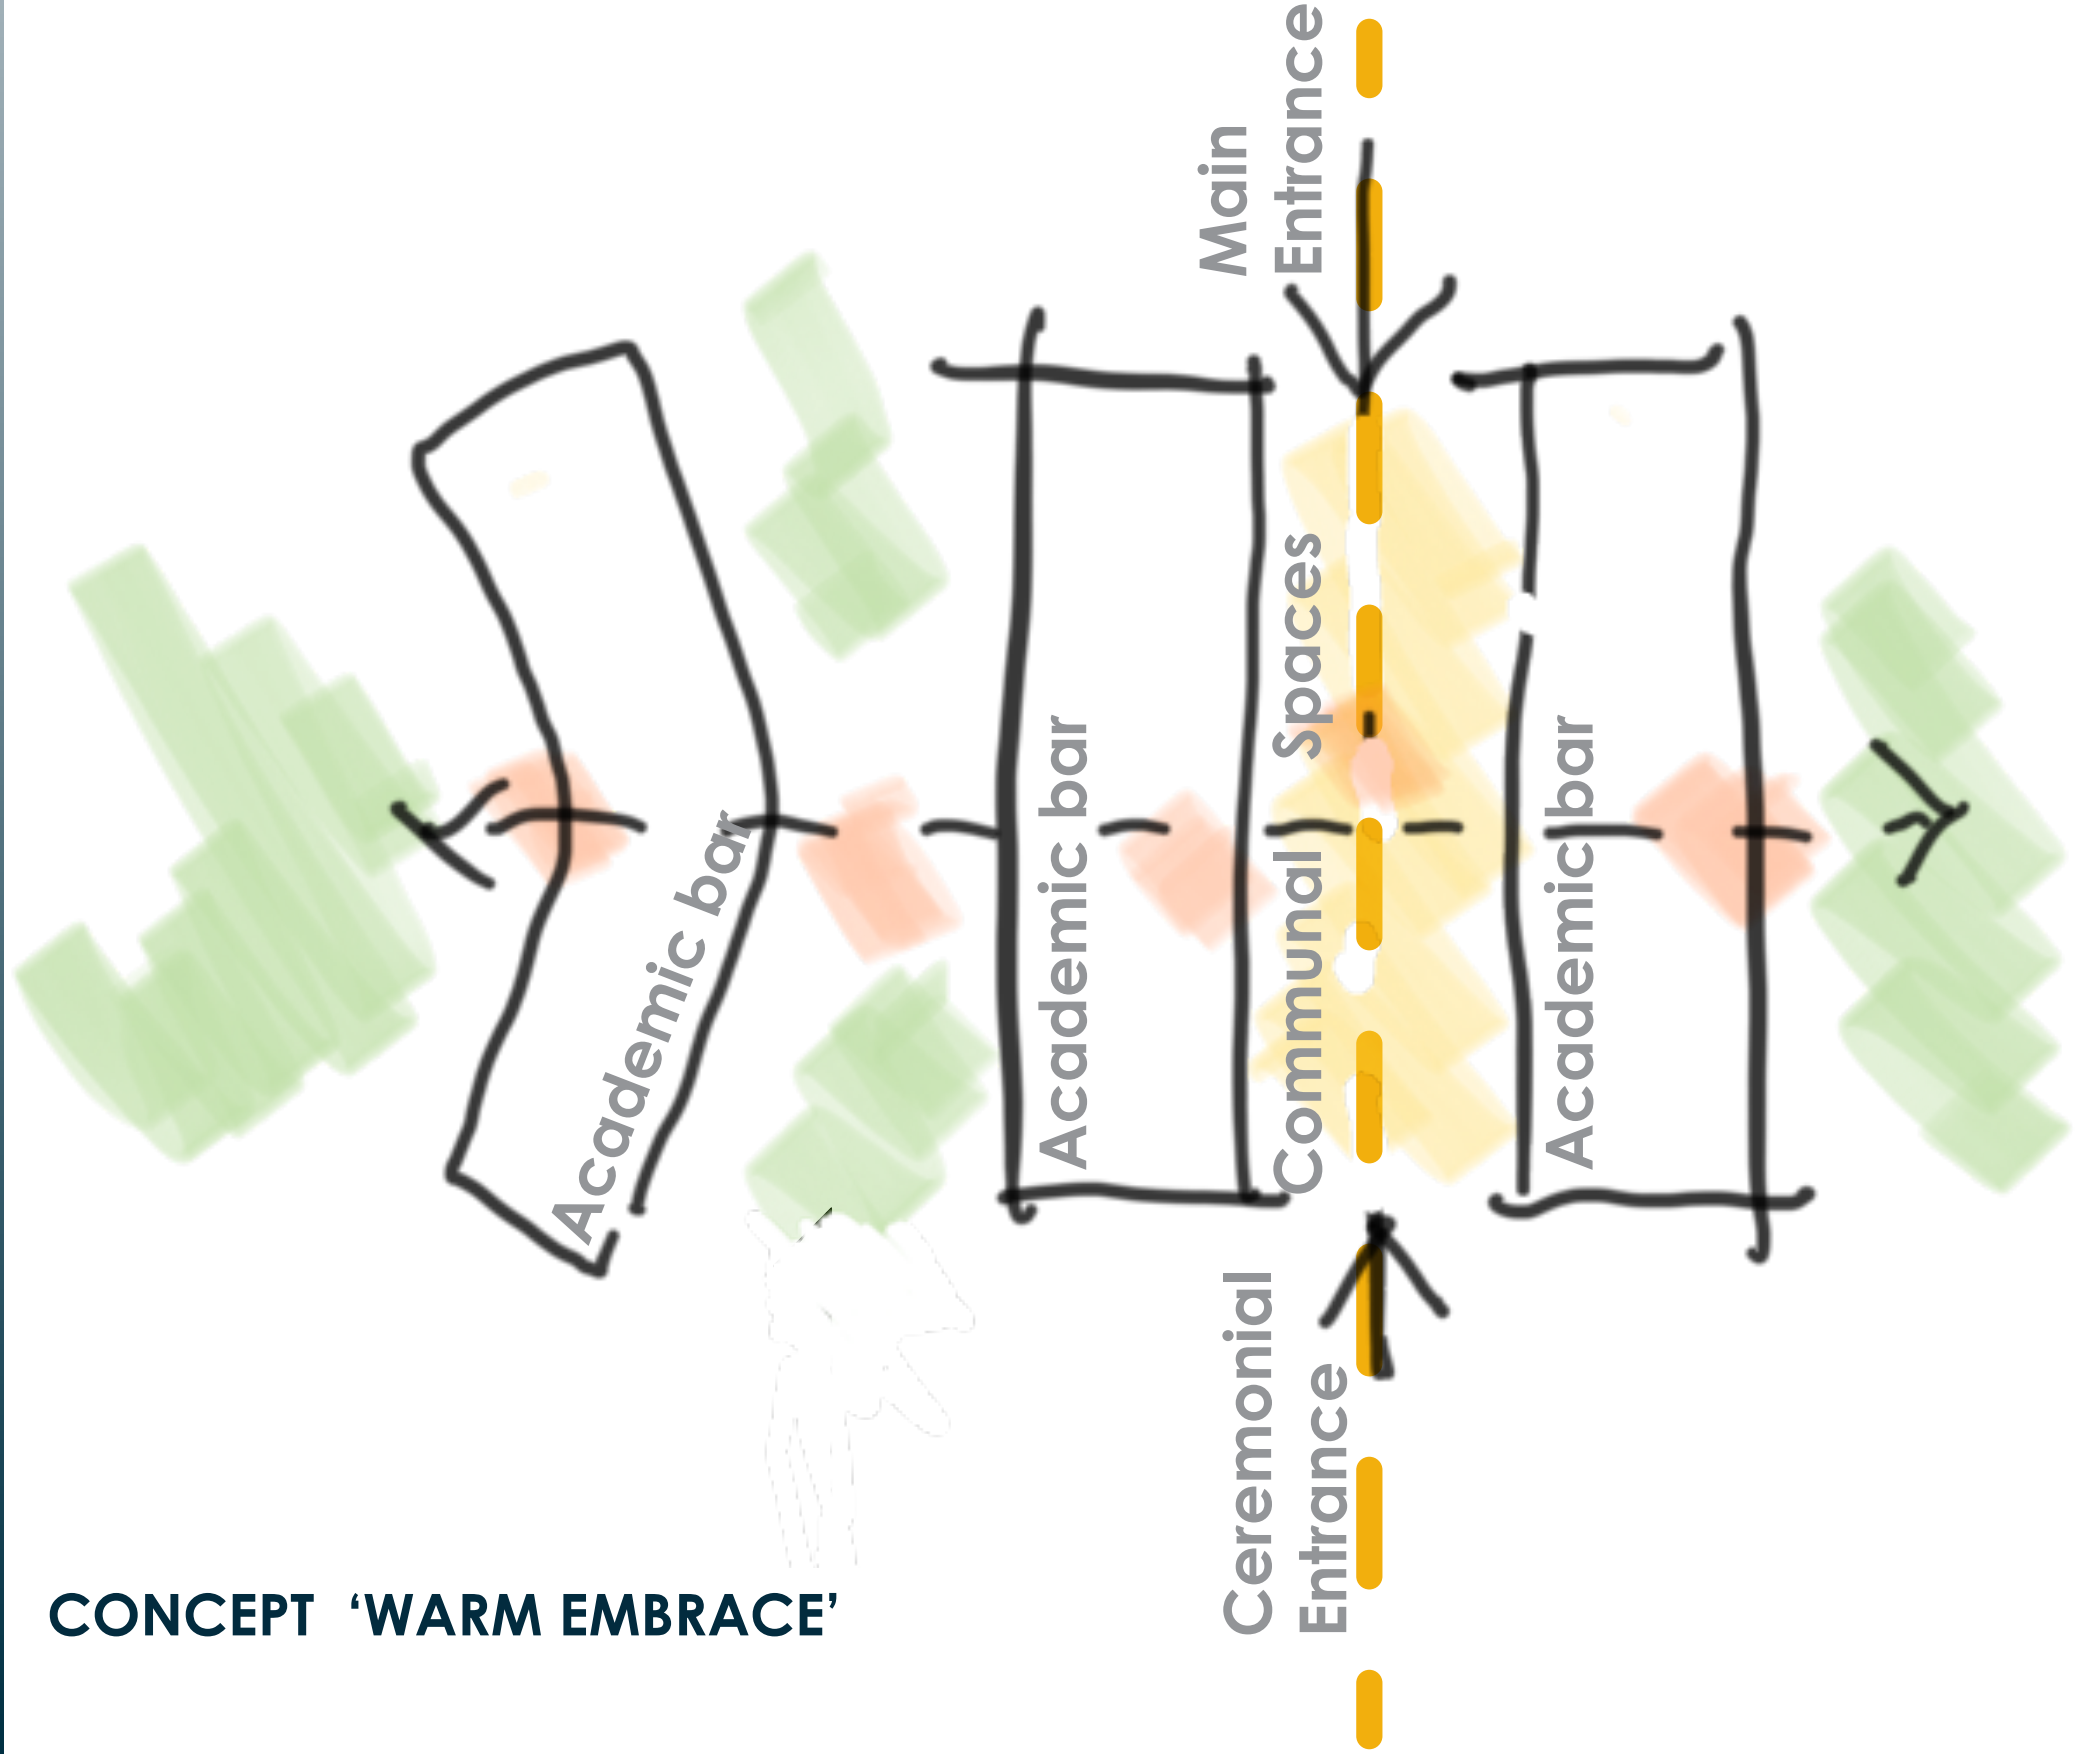 Main
Entrance
Academic bar
Academic bar
Communal Spaces
Academic bar
Ceremonial
Entrance
CONCEPT ‘WARM EMBRACE’